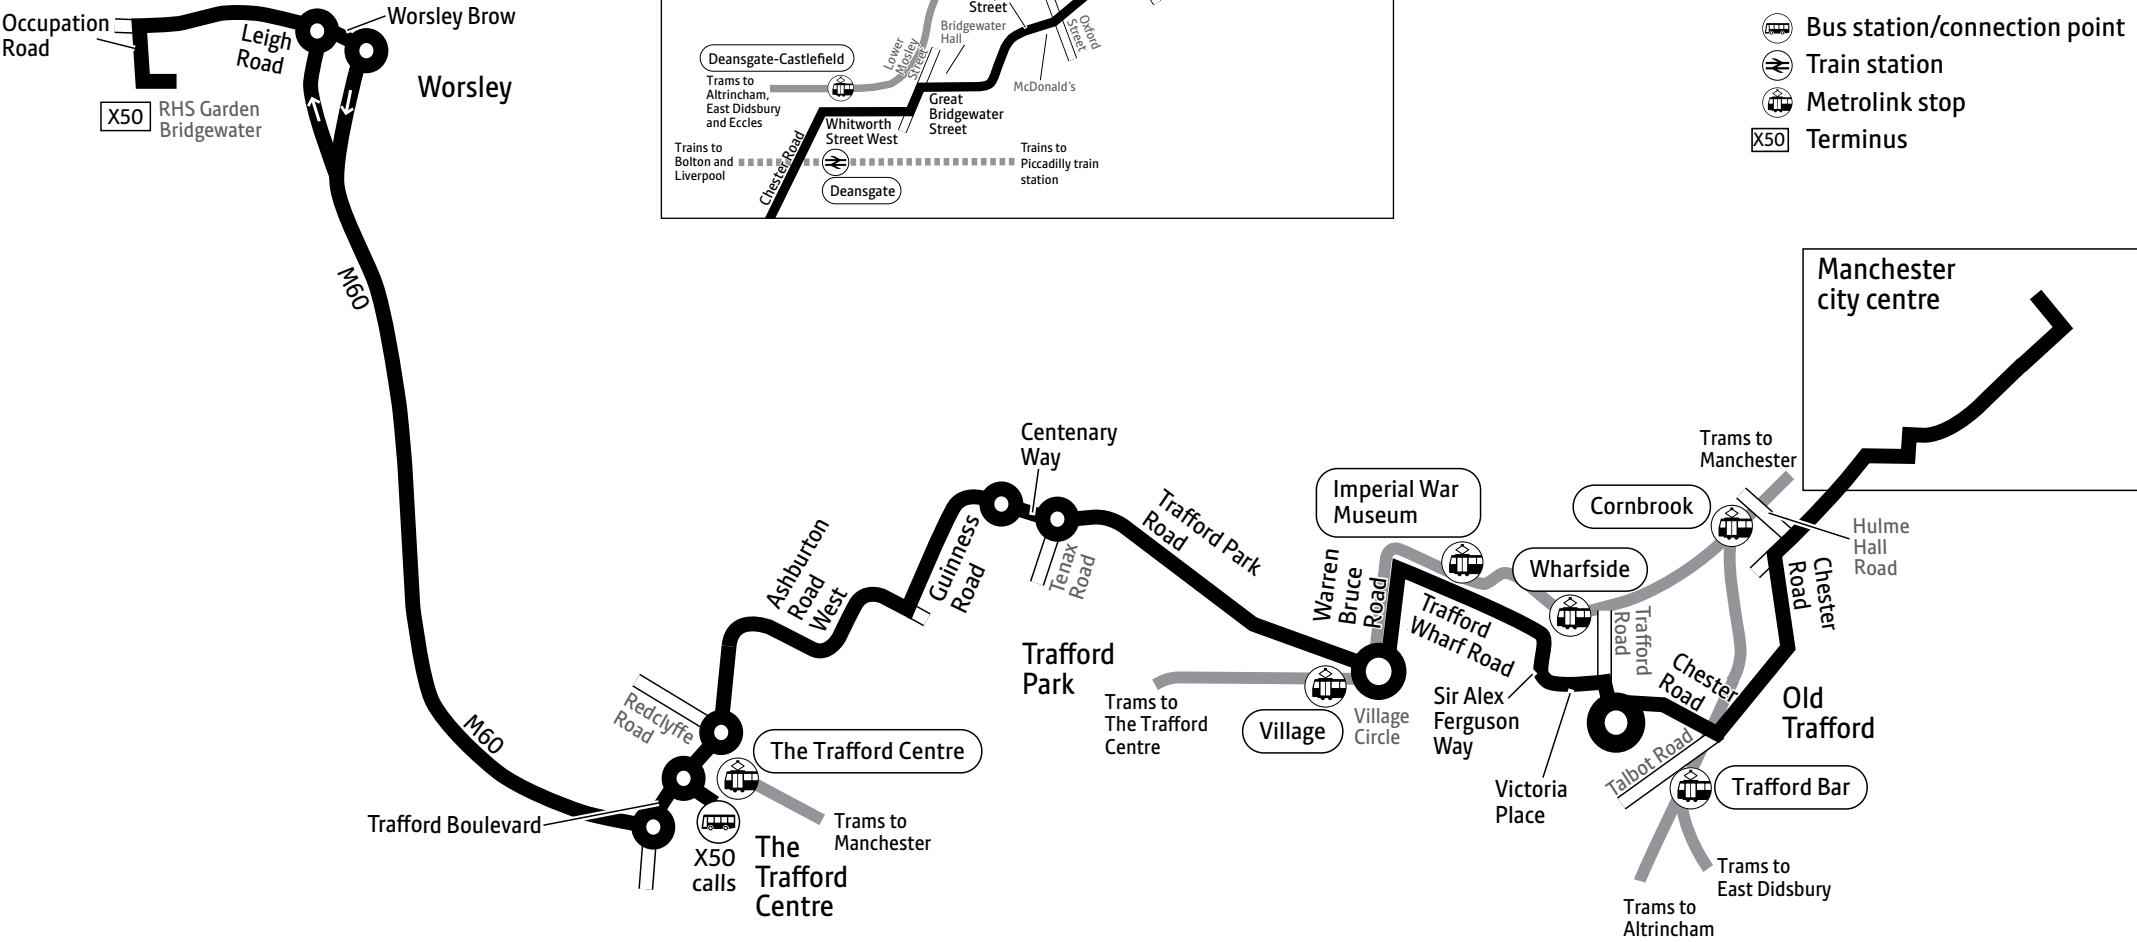 Occupation
Road
Leigh
Road
Worsley Brow
Worsley
X50
RHS Garden
Bridgewater
M60
M60
Street
Bridgewater
Hall
Oxford
Street
Lower
Mosley
Street
McDonald's
Deansgate-Castlefield
Trams to
Altrincham,
East Didsbury
and Eccles
Great
Bridgewater
Street
Whitworth
Street West
Chester Road
Trains to
Bolton and
Liverpool
Trains to
Piccadilly train
station
Deansgate
Bus station/connection point
Train station
Metrolink stop
X50
Terminus
Manchester
city centre
Trams to
Manchester
Cornbrook
Hulme
Hall
Road
Chester
Road
Imperial War
Museum
Wharfside
Warren
Bruce
Road
Trafford
Wharf Road
Trafford
Road
Chester
Road
Old
Trafford
Centenary
Way
Trafford Park
Road
Tenax
Road
Guinness
Road
Ashburton
Road
West
Trafford
Park
Trams to
The Trafford
Centre
Village
Village
Circle
Sir Alex
Ferguson
Way
Victoria
Place
Talbot Road
Trafford Bar
Trams to
East Didsbury
Trams to
Altrincham
Redclyffe
Road
The Trafford Centre
Trams to
Manchester
Trafford Boulevard
X50
calls
The
Trafford
Centre